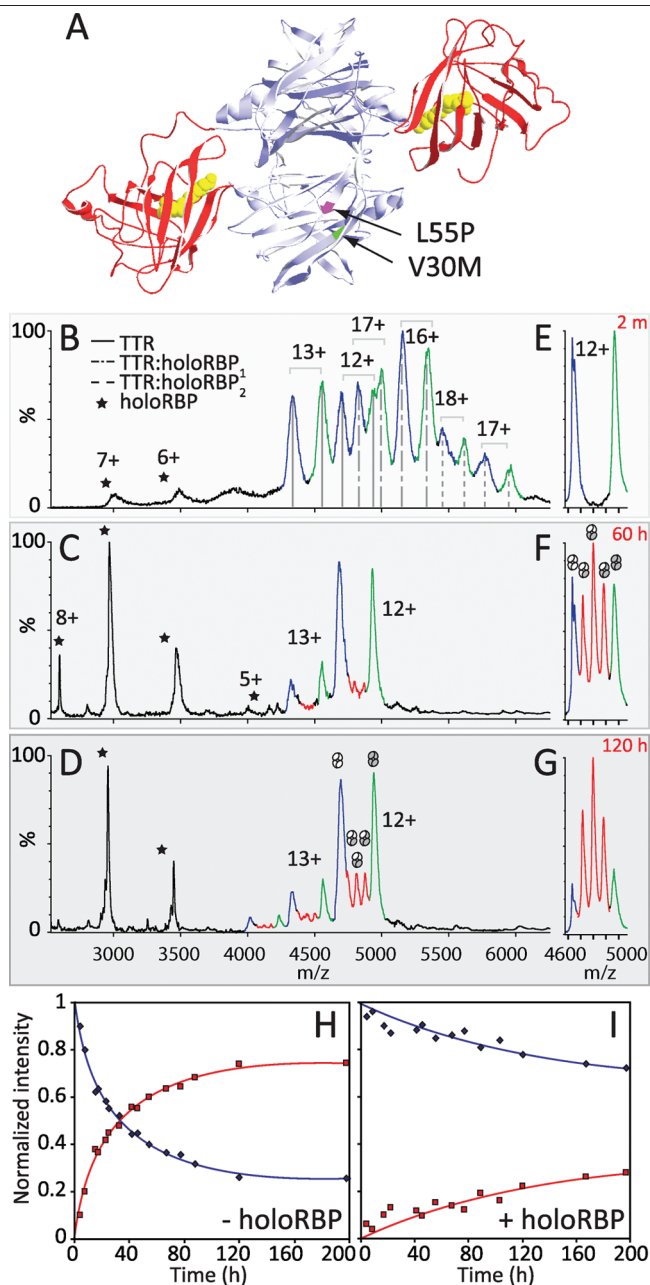 A
L55P
V30M
B
TTR
TTR:holoRBP1
TTR:holoRBP2
holoRBP
100
%
0
7+
6+
13+
12+
17+
16+
18+
17+
E
2 m
12+
C
100
%
0
8+
5+
13+
12+
F
60 h
D
100
%
0
13+
12+
G
120 h
3000 3500 4000 4500 5000 5500 6000
m/z
4600 5000
m/z
H
Normalized intensity
1
0.8
0.6
0.4
0.2
0
- holoRBP
0 40 80 120 160 200
Time (h)
I
+ holoRBP
0 40 80 120 160 200
Time (h)